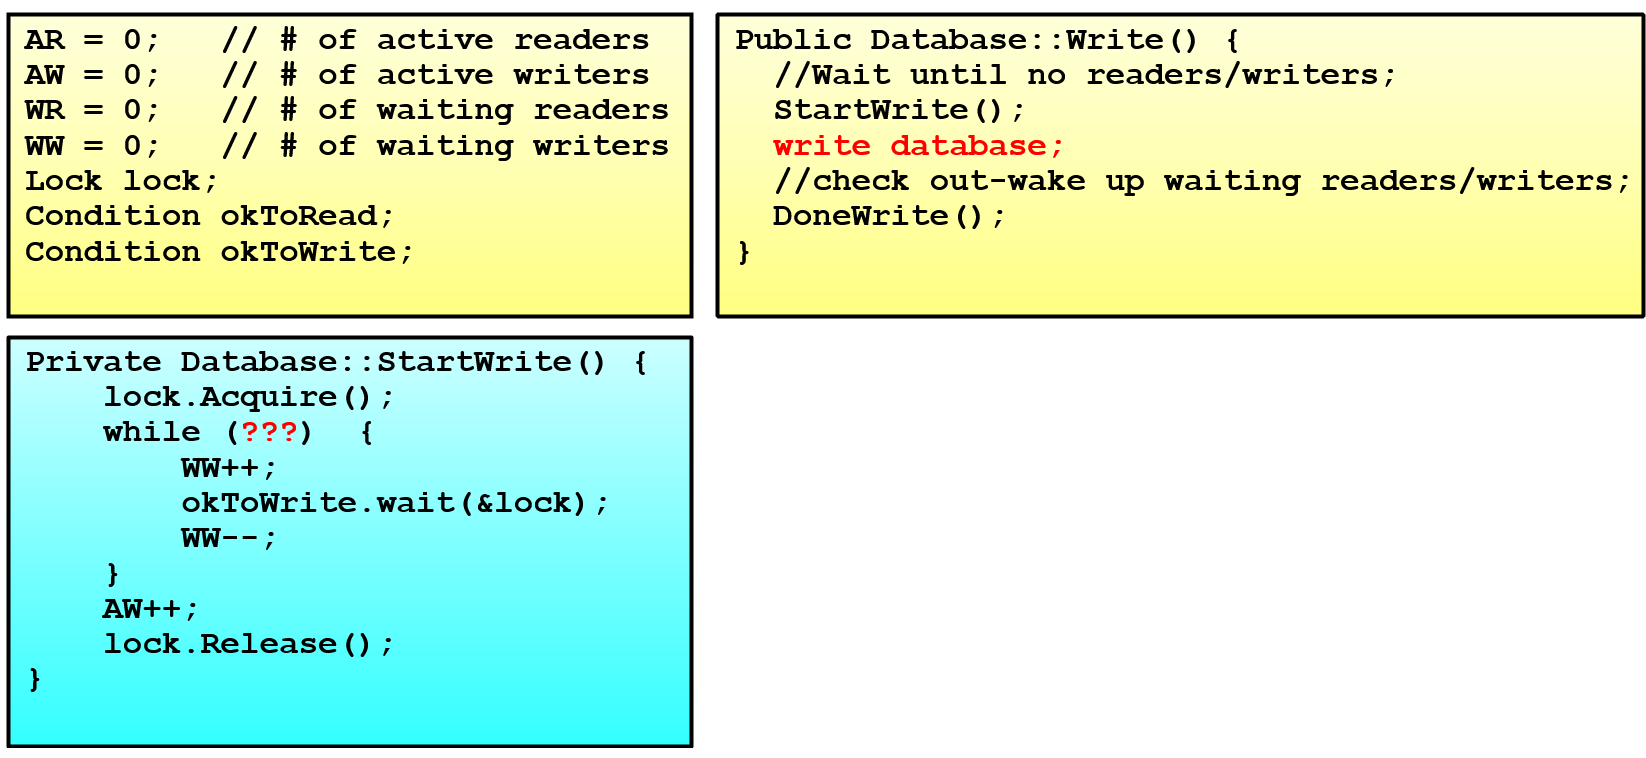 AR = 0;   // # of active readers
AW = 0;   // # of active writers
WR = 0;   // # of waiting readers
WW = 0;   // # of waiting writers
Lock lock;
Condition okToRead;
Condition okToWrite;
Public Database::Write() {
  //Wait until no readers/writers;
  StartWrite();
  write database;
  //check out-wake up waiting readers/writers;
  DoneWrite();
}
Private Database::StartWrite() {
    lock.Acquire();
    while (???)  {
        WW++;
        okToWrite.wait(&lock);
        WW--;
    }
    AW++;
    lock.Release();
}